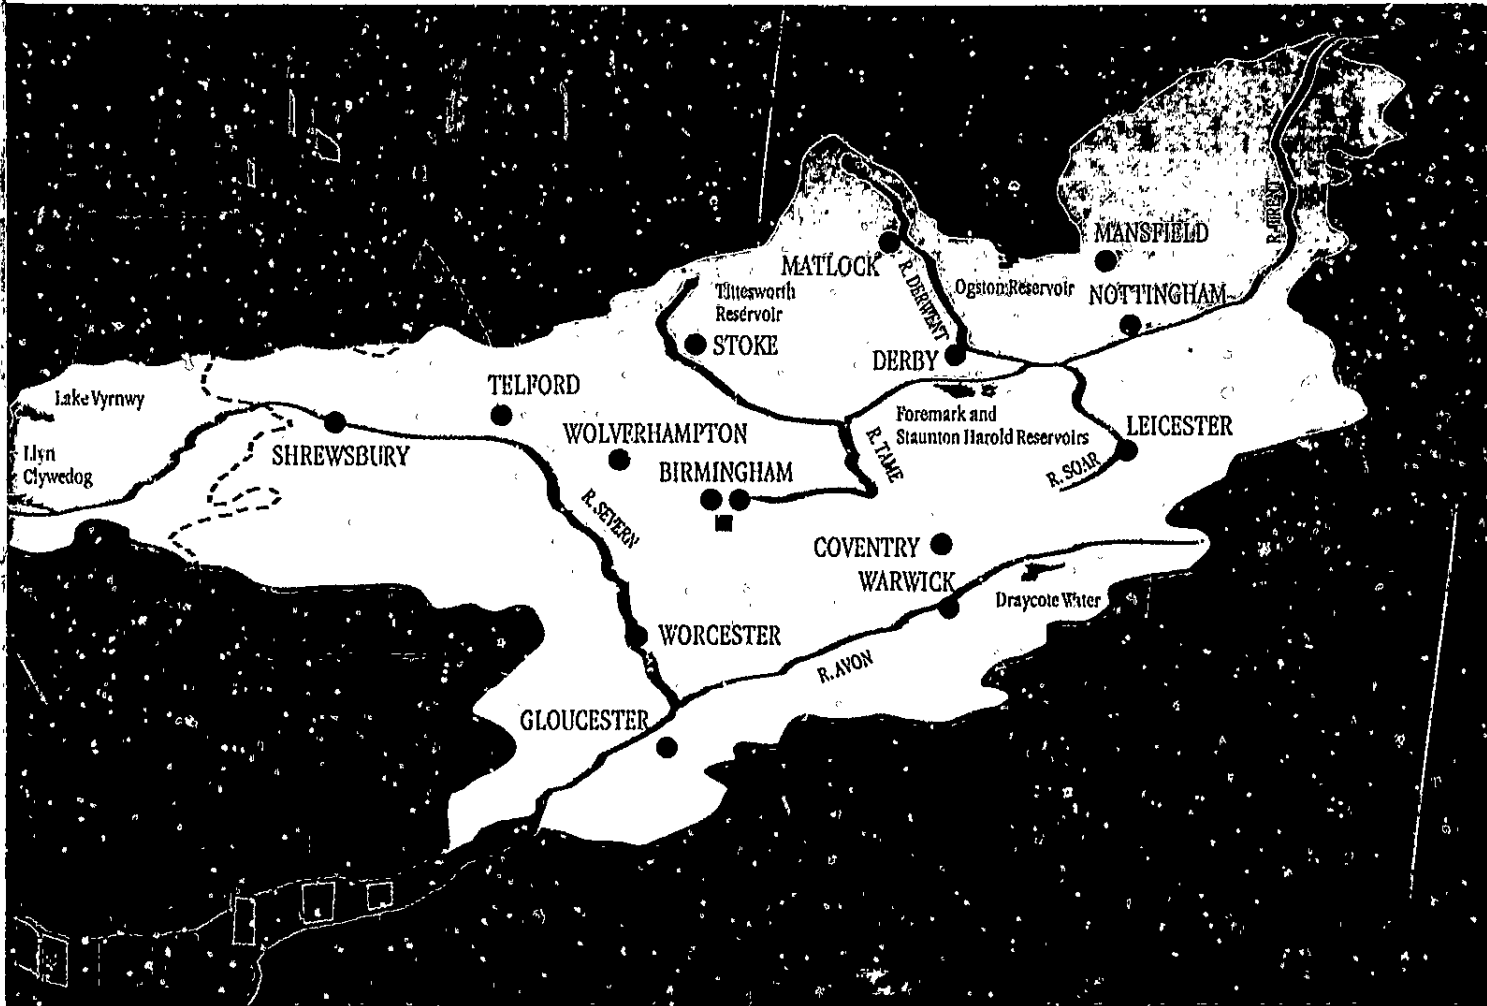 MANSFIELD
MATLOCK
R. DERWENT
Ogston Reservoir
NOTTINGHAM
Tittesworth
Reservoir
STOKE
DERBY
TELFORD
Lake Vyrnwy
Foremark and
Staunton Harold Reservoirs
LEICESTER
WOLVERHAMPTON
SHREWSBURY
R. TAME
Llyn
Clywedog
BIRMINGHAM
R. SOAR
R. SEVERN
COVENTRY
WARWICK
Draycote Water
WORCESTER
R. AVON
GLOUCESTER